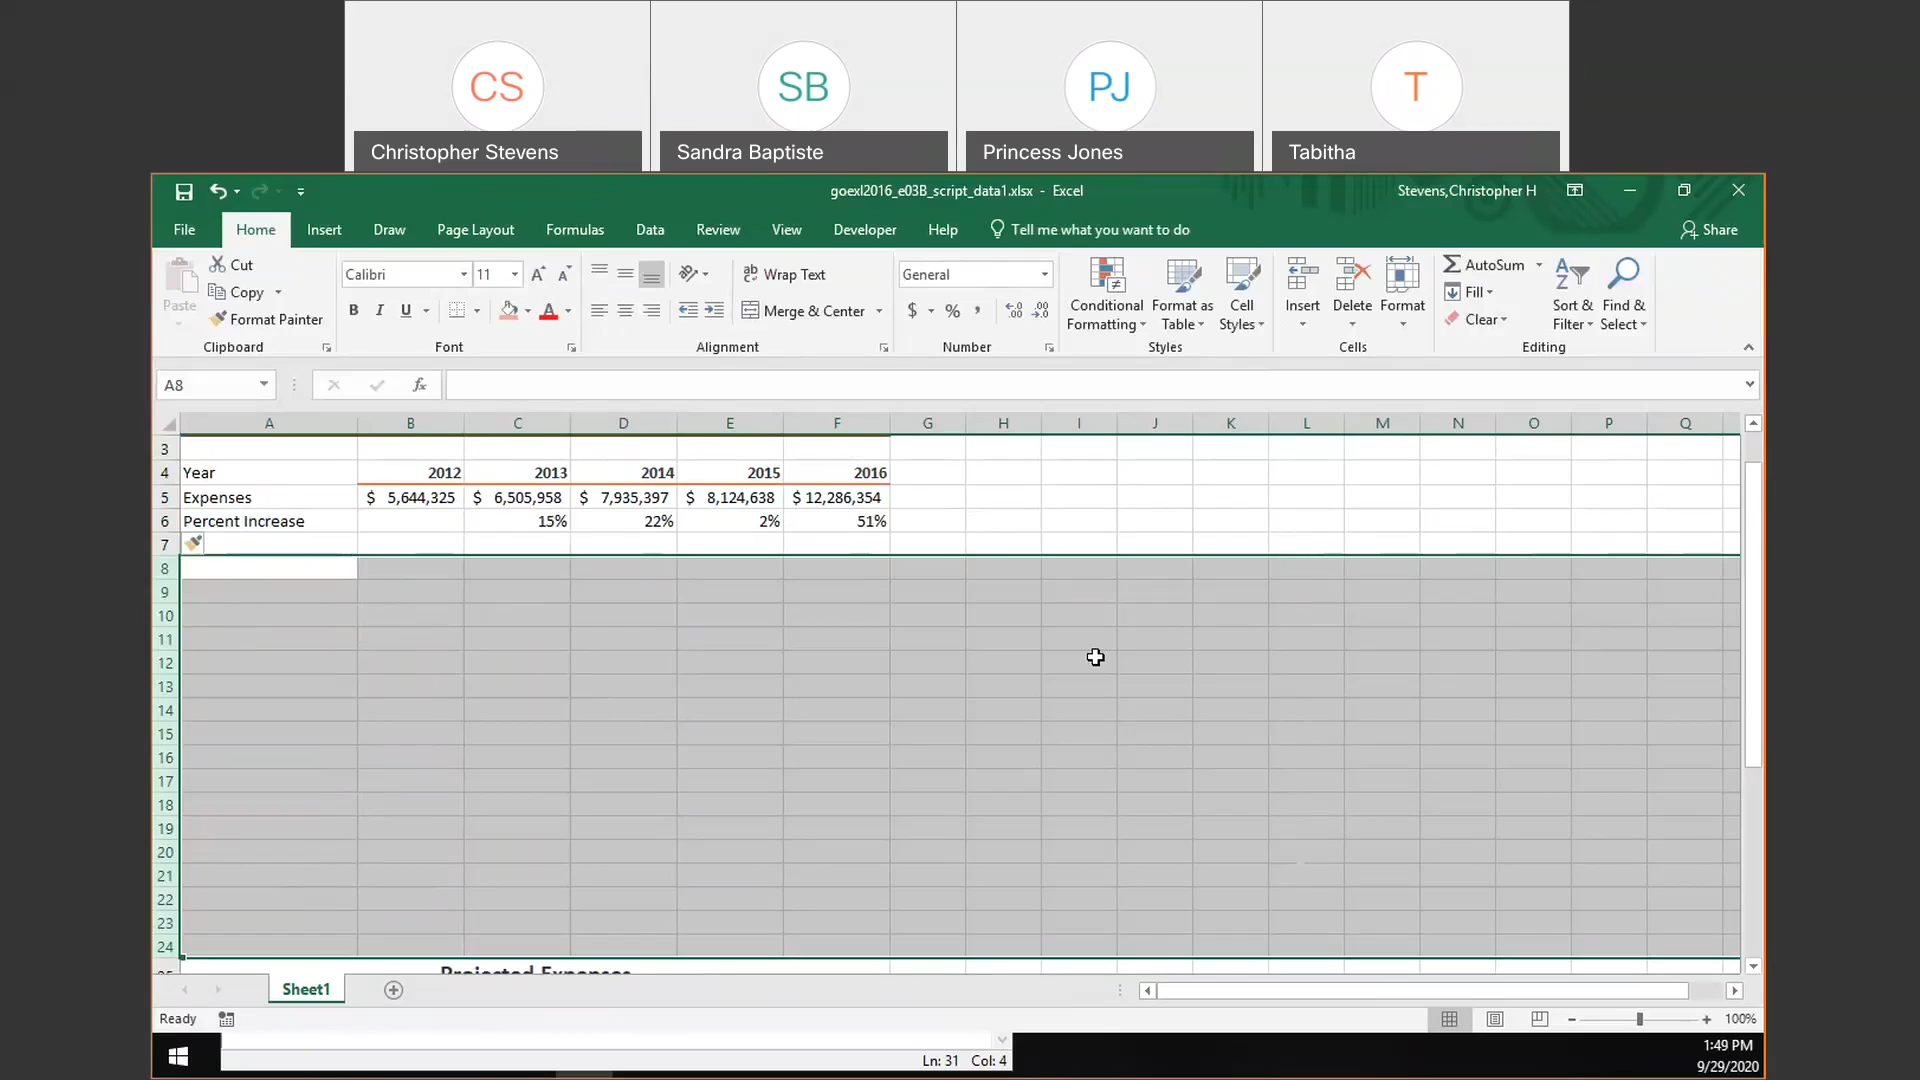 CS
SB
PJ
T
Christopher Stevens
Sandra Baptiste
Princess Jones
Tabitha
goexl2016_e03B_script_data1.xlsx - Excel
Stevens,Christopher H
File Home Insert Draw Page Layout Formulas Data Review View Developer Help Tell me what you want to do Share
Paste
Cut
Copy
Format Painter
Clipboard
Calibri 11
B I U
Font
Wrap Text
Merge & Center
Alignment
General
$ % ,
Number
Conditional Formatting
Format as Table
Cell Styles
Styles
Insert Delete Format
Cells
AutoSum
Fill
Clear
Sort & Filter
Find & Select
Editing
A8
fx
A B C D E F G H I J K L M N O P Q
3
4 Year 2012 2013 2014 2015 2016
5 Expenses $ 5,644,325 $ 6,505,958 $ 7,935,397 $ 8,124,638 $ 12,286,354
6 Percent Increase 15% 22% 2% 51%
7
8
9
10
11
12
13
14
15
16
17
18
19
20
21
22
23
24
Projected Expenses
Sheet1
Ready
100%
Ln: 31 Col: 4
1:49 PM
9/29/2020